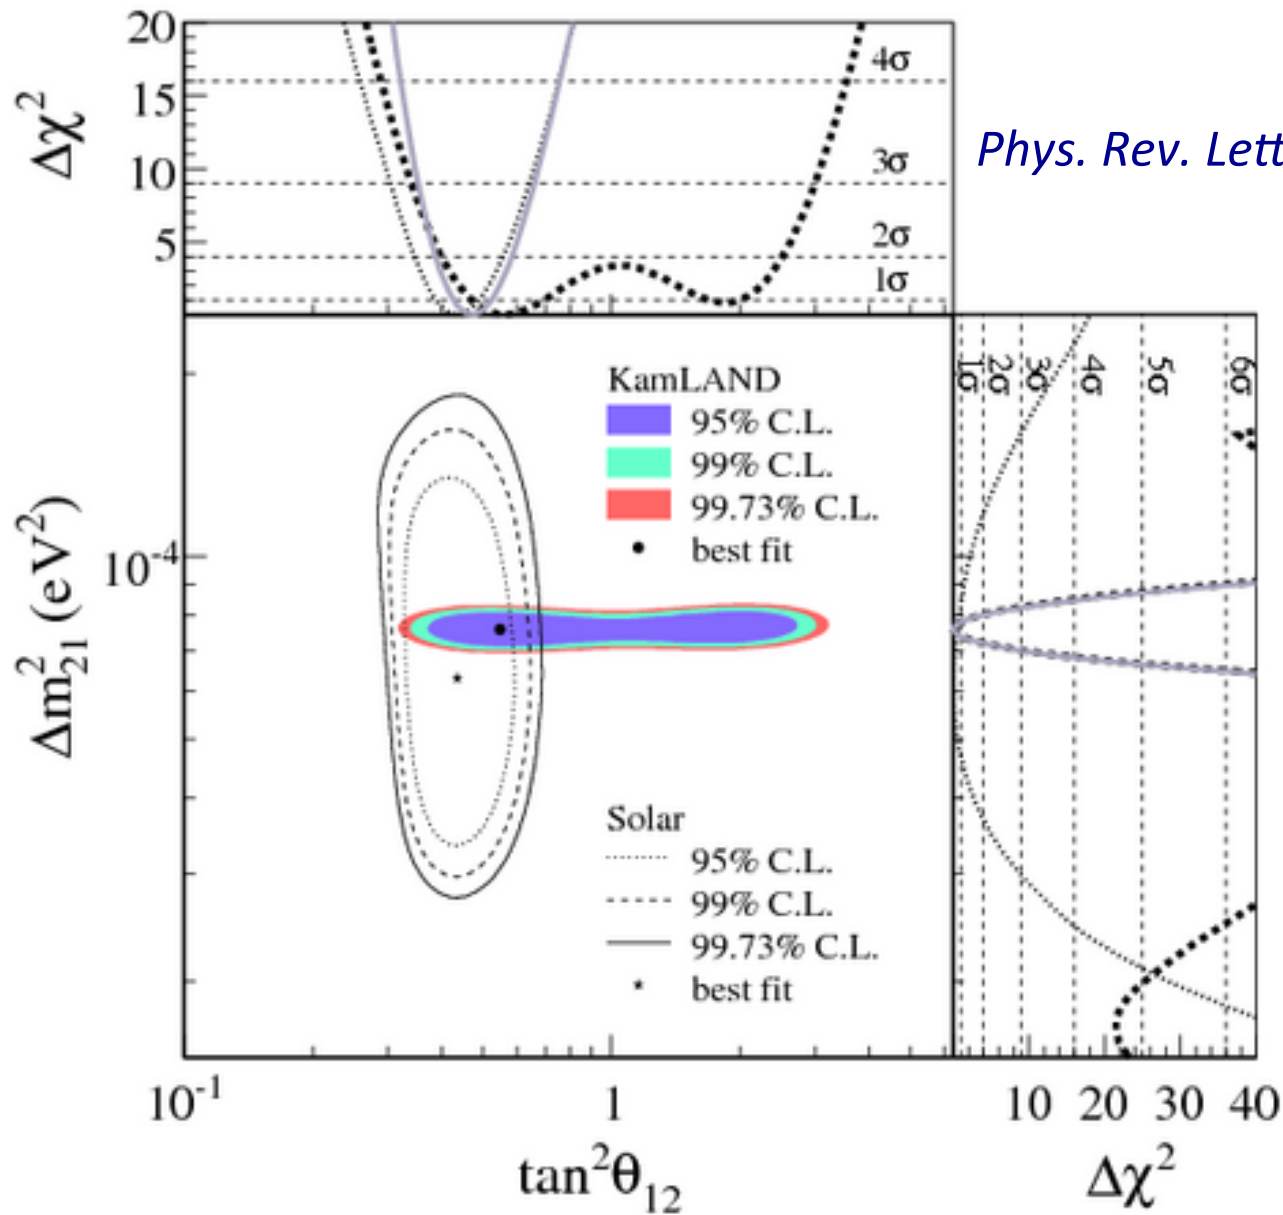 20
15
10
5
Δχ²
4σ
3σ
2σ
1σ
Phys. Rev. Lett
KamLAND
95% C.L.
99% C.L.
99.73% C.L.
best fit
1σ
2σ
3σ
4σ
5σ
6σ
Δm²₂₁ (eV²)
10⁻⁴
Solar
95% C.L.
99% C.L.
99.73% C.L.
best fit
10⁻¹
1
10 20 30 40
tan²θ₁₂
Δχ²